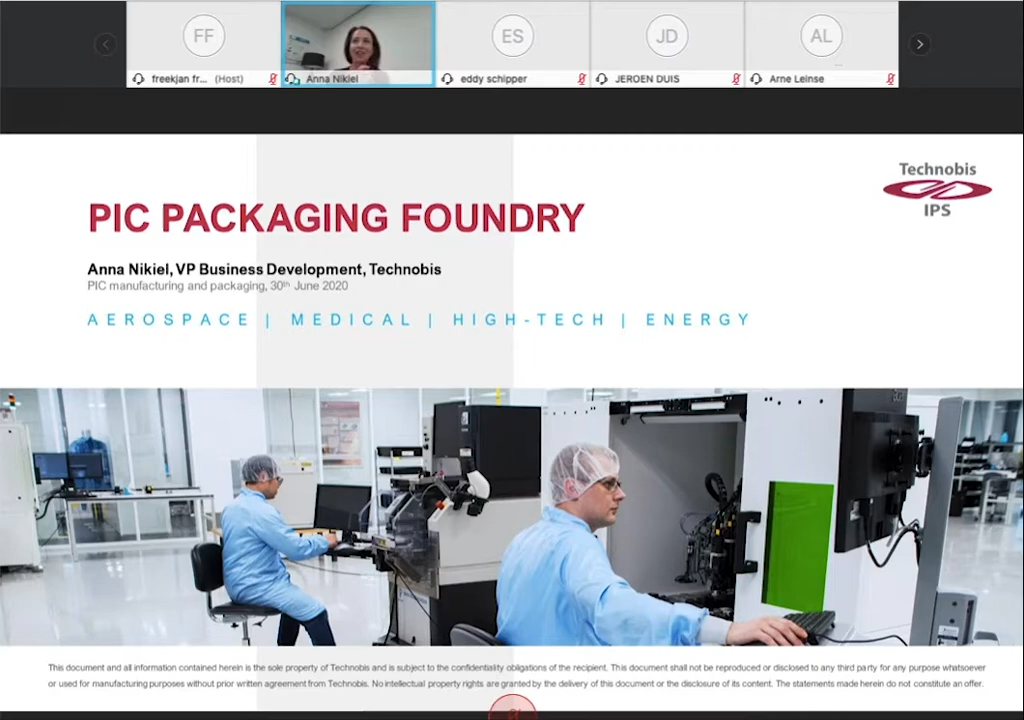 FF
ES
JD
AL
freekjan fr... (Host)
Anna Nikiel
eddy schipper
JEROEN DUIS
Arne Leinse
Technobis
IPS
PIC PACKAGING FOUNDRY
Anna Nikiel, VP Business Development, Technobis
PIC manufacturing and packaging, 30th June 2020
AEROSPACE | MEDICAL | HIGH-TECH | ENERGY
This document and all information contained herein is the sole property of Technobis and is subject to the confidentiality obligations of the recipient. This document shall not be reproduced or disclosed to any third party for any purpose whatsoever
or used for manufacturing purposes without prior written agreement from Technobis. No intellectual property rights are granted by the delivery of this document or the disclosure of its content. The statements made herein do not constitute an offer.